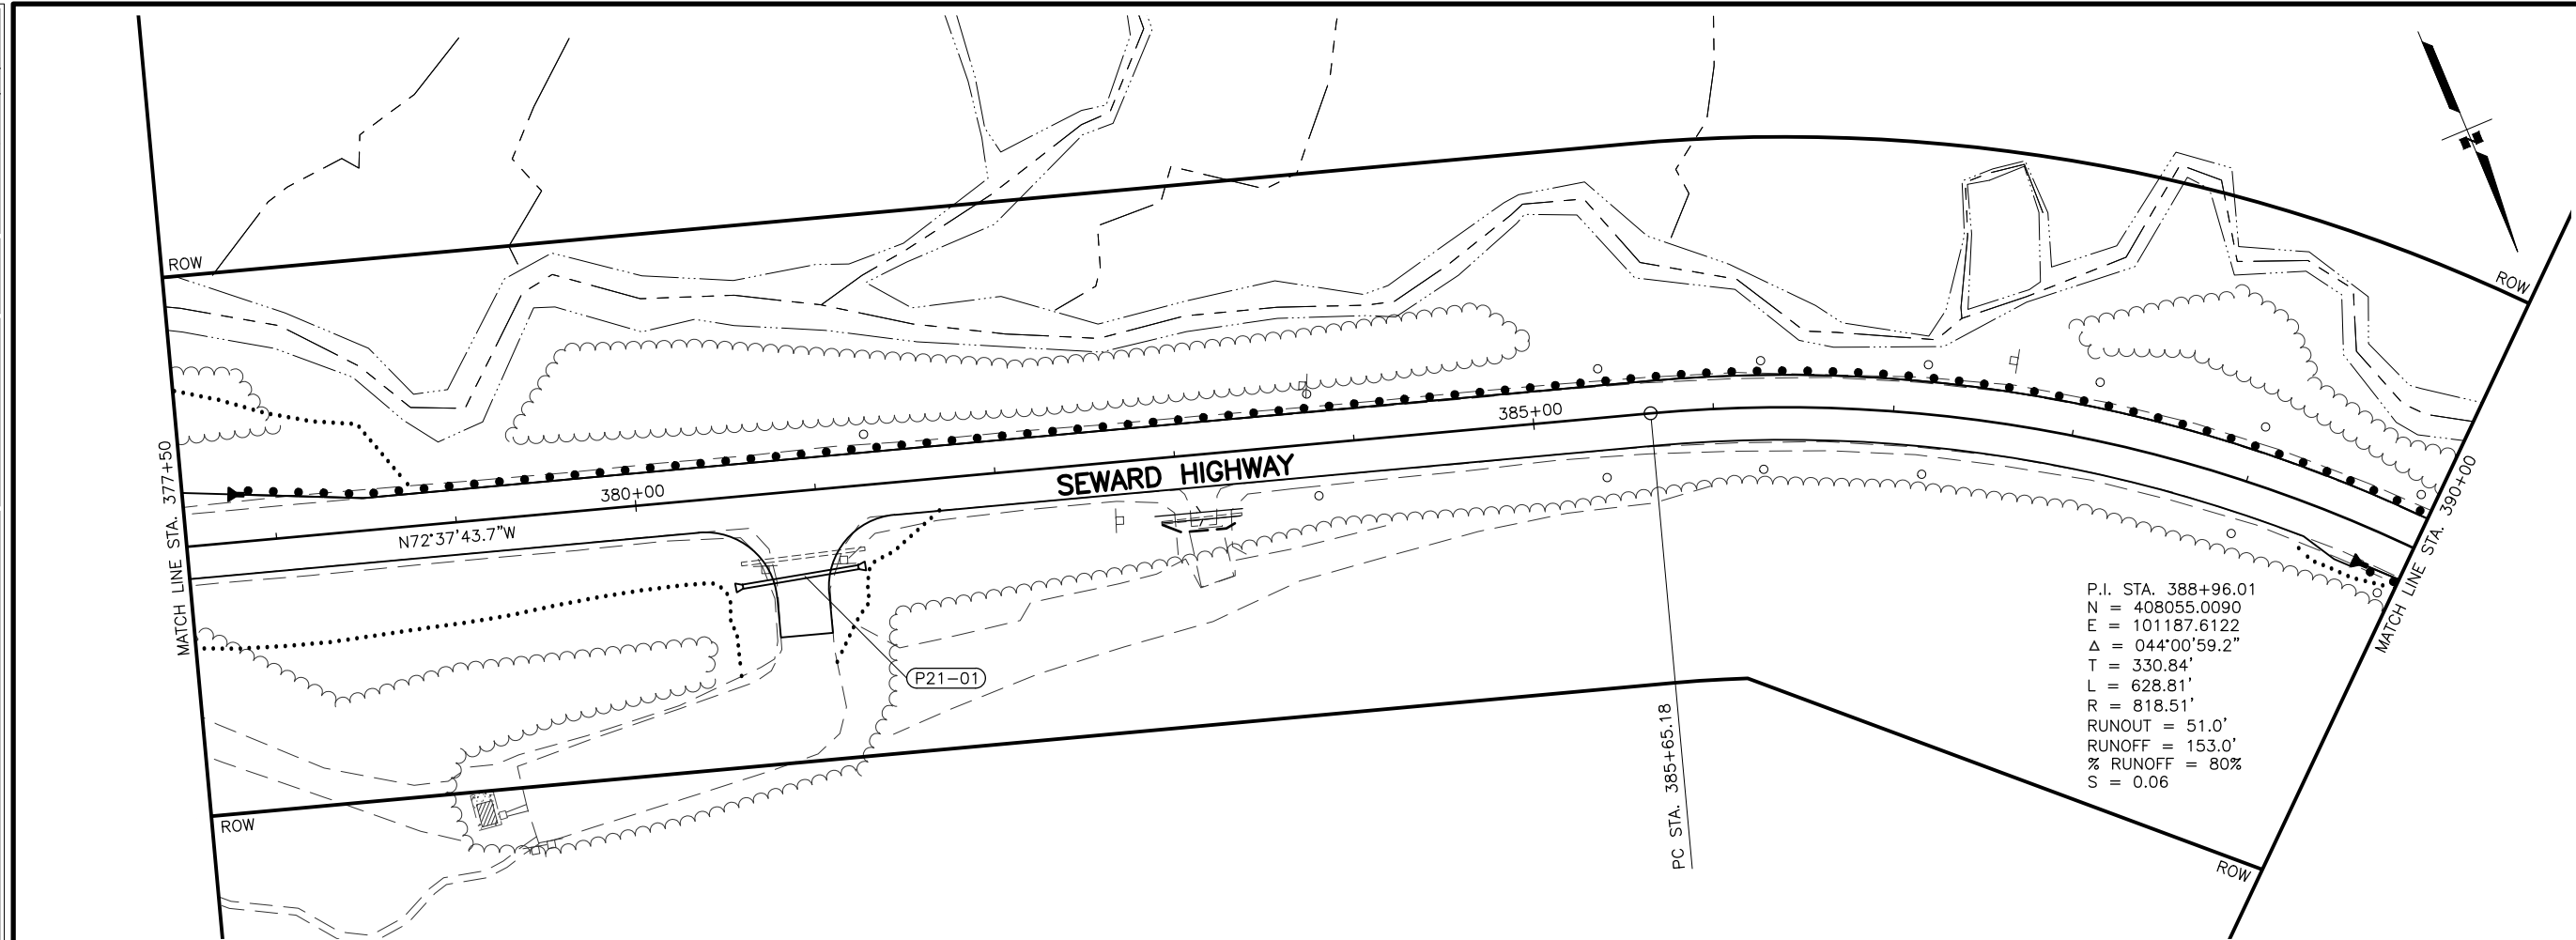 ROW
ROW
MATCH LINE STA. 377+50
385+00
SEWARD HIGHWAY
380+00
N72°37'43.7"W
MATCH LINE STA. 390+00
P21-01
PC STA. 385+65.18
P.I. STA. 388+96.01
N = 408055.0090
E = 101187.6122
Δ = 044°00'59.2"
T = 330.84'
L = 628.81'
R = 818.51'
RUNOUT = 51.0'
RUNOFF = 153.0'
% RUNOFF = 80%
S = 0.06
ROW
ROW
N